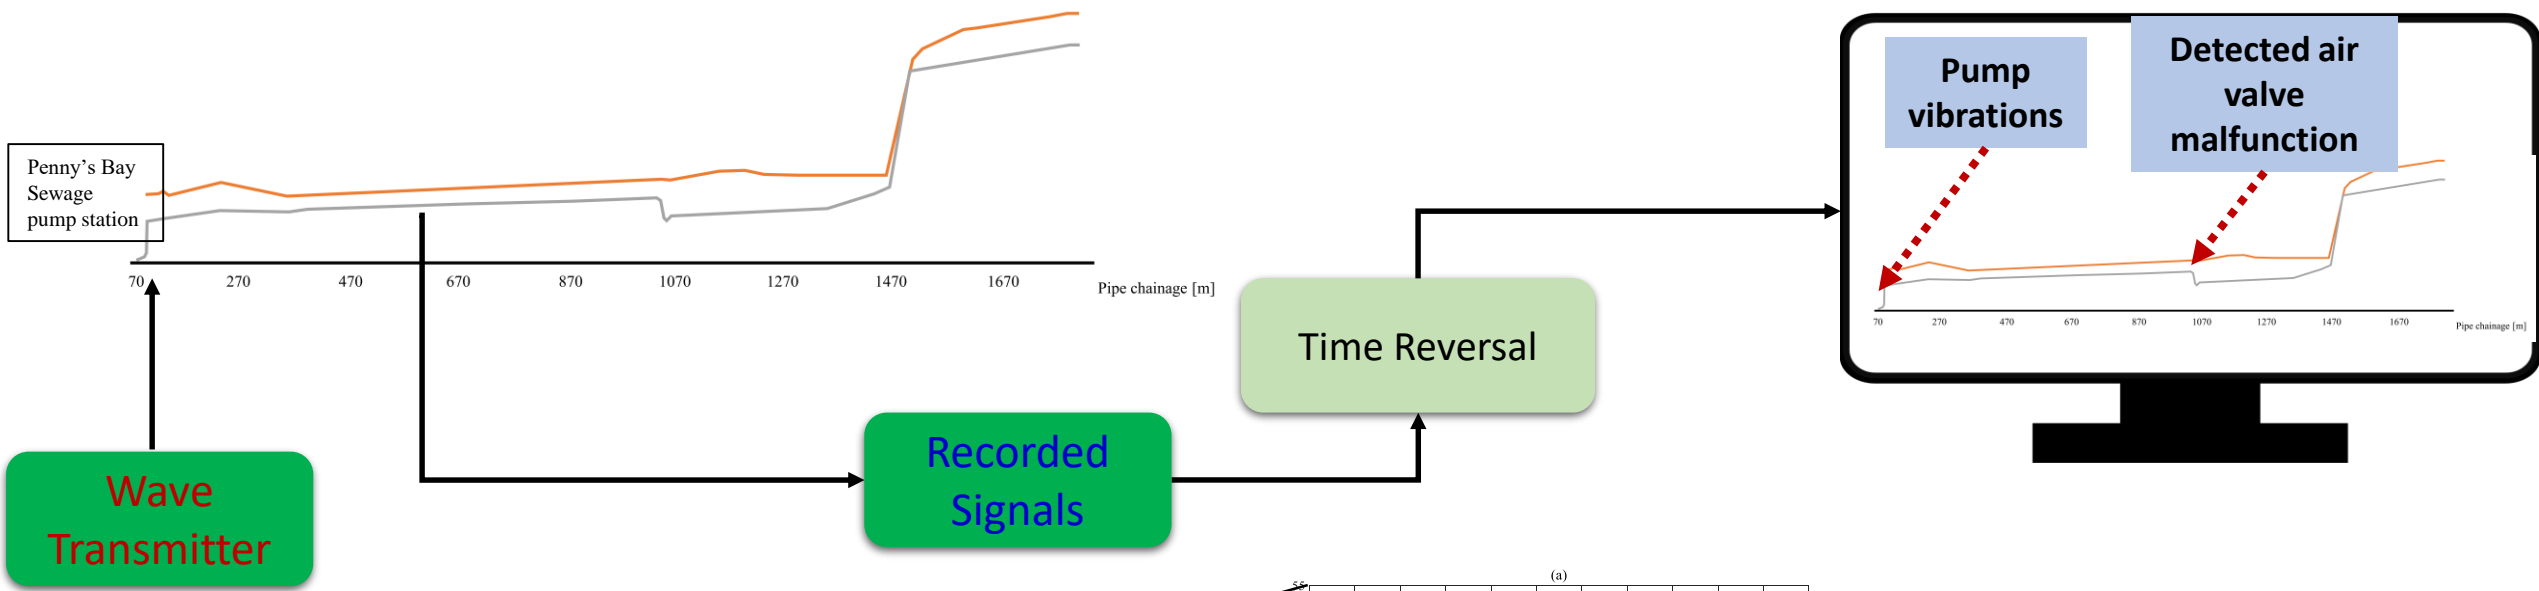 Penny’s Bay
Sewage
pump station
70 270 470 670 870 1070 1270 1470 1670
Pipe chainage [m]
Wave
Transmitter
Recorded
Signals
Time Reversal
Pump
vibrations
Detected air
valve
malfunction
70 270 470 670 870 1070 1270 1470 1670
Pipe chainage [m]
(a)
55